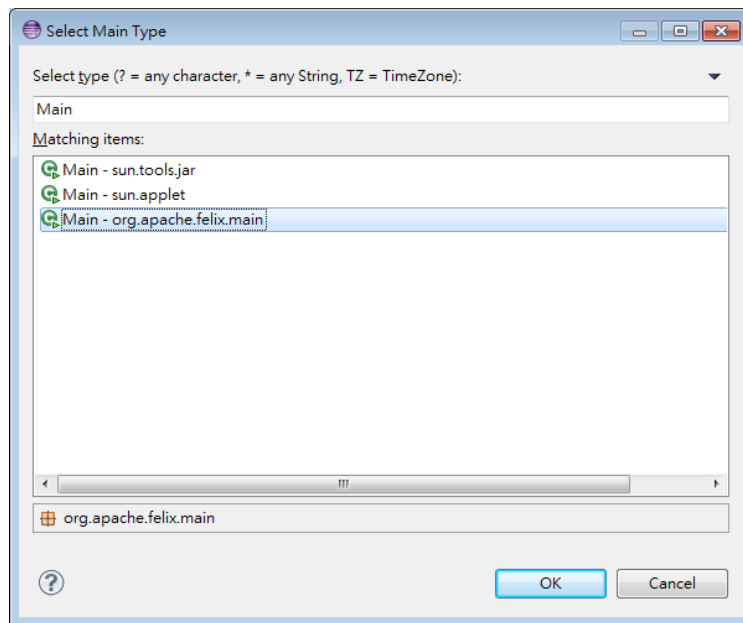 Select Main Type
Select type (? = any character, * = any String, TZ = TimeZone):
Main
Matching items:
Main - sun.tools.jar
Main - sun.applet
Main - org.apache.felix.main
org.apache.felix.main
OK
Cancel